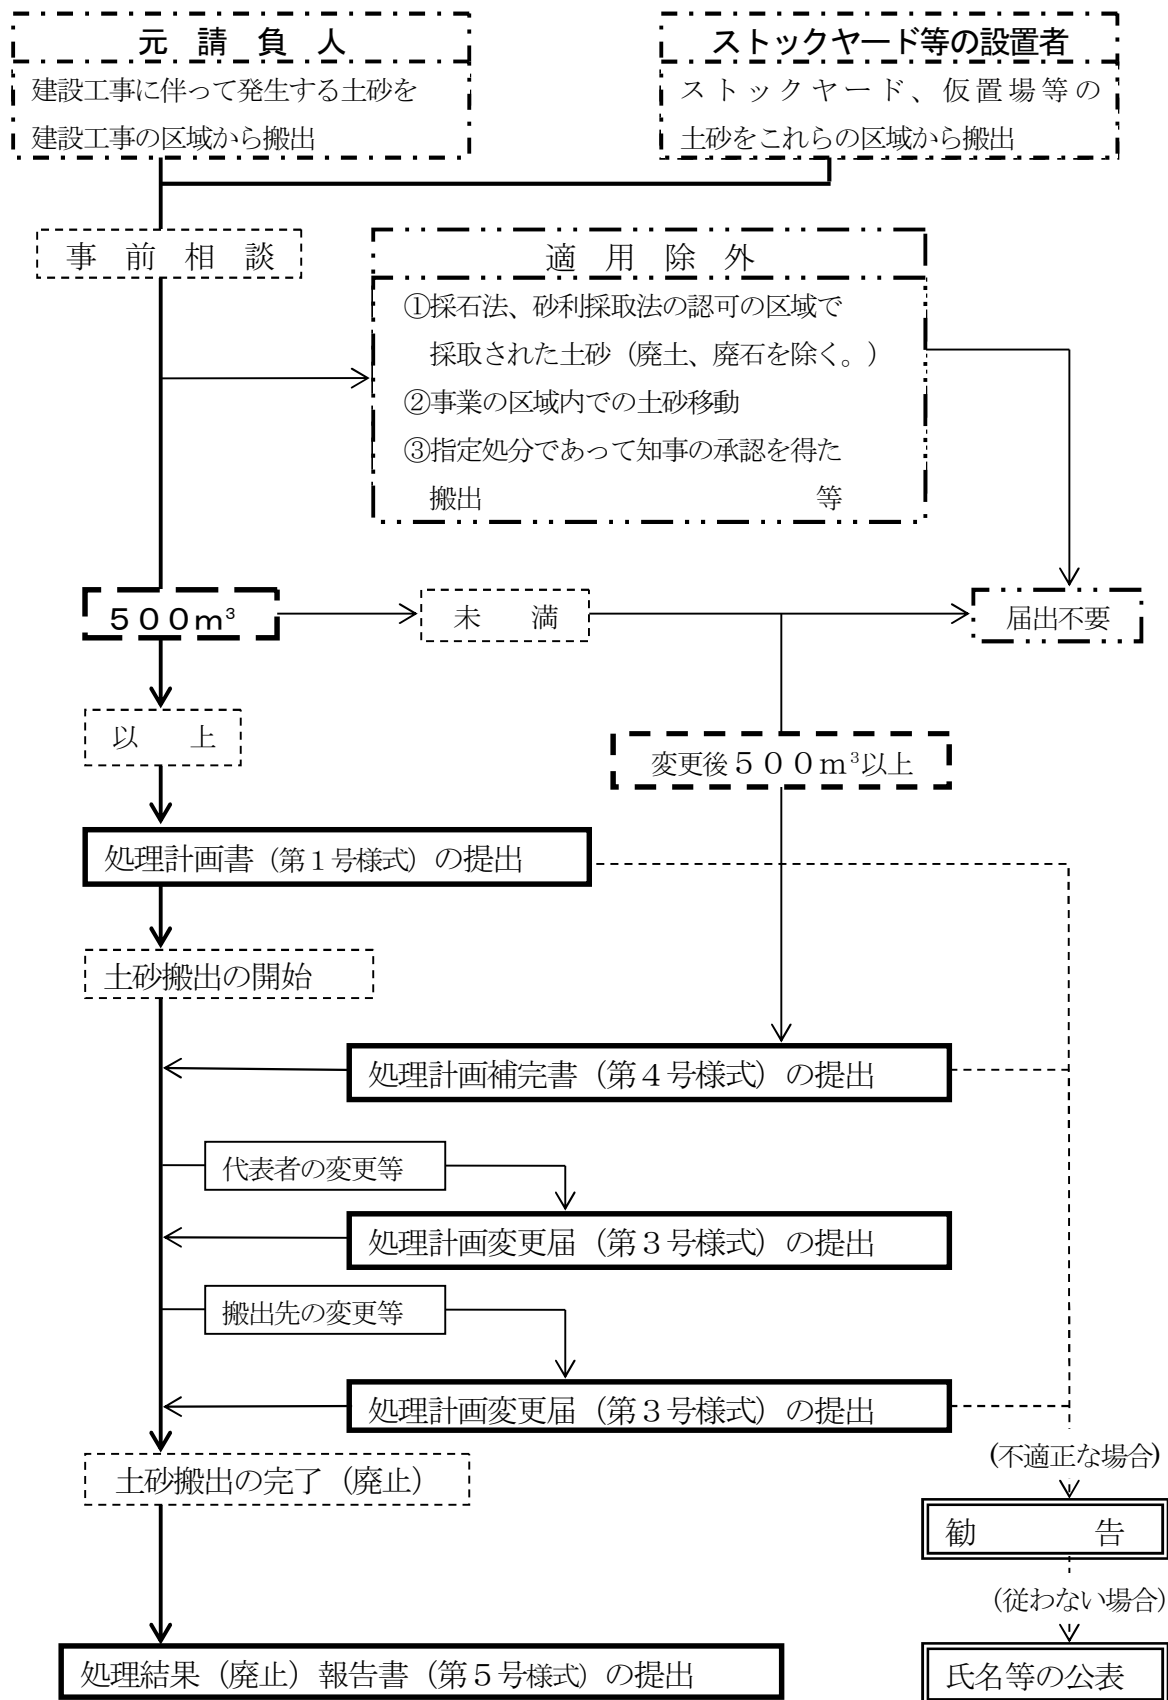 元　請　負　人
建設工事に伴って発生する土砂を
建設工事の区域から搬出
ストックヤード等の設置者
ストックヤード、仮置場等の
土砂をこれらの区域から搬出
事　前　相　談
適　用　除　外
①採石法、砂利採取法の認可の区域で
採取された土砂（廃土、廃石を除く。）
②事業の区域内での土砂移動
③指定処分であって知事の承認を得た
搬出　等
５００ｍ³
未　満
届出不要
以　上
変更後５００ｍ³以上
処理計画書（第１号様式）の提出
土砂搬出の開始
処理計画補完書（第４号様式）の提出
代表者の変更等
処理計画変更届（第３号様式）の提出
搬出先の変更等
処理計画変更届（第３号様式）の提出
土砂搬出の完了（廃止）
(不適正な場合)
勧　告
(従わない場合)
処理結果（廃止）報告書（第５号様式）の提出
氏名等の公表